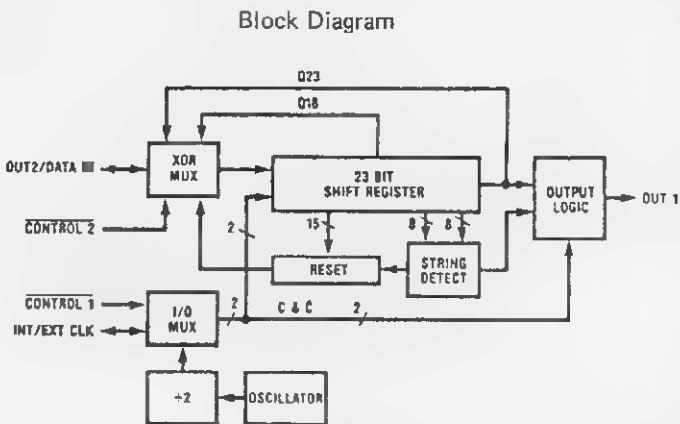 Block Diagram
Q23
Q18
OUT2/DATA
XOR
MUX
23 BIT
SHIFT REGISTER
OUTPUT
LOGIC
OUT 1
CONTROL 2
2
15
8
8
RESET
STRING
DETECT
CONTROL 1
INT/EXT CLK
I/O
MUX
2
C & C
2
÷2
OSCILLATOR